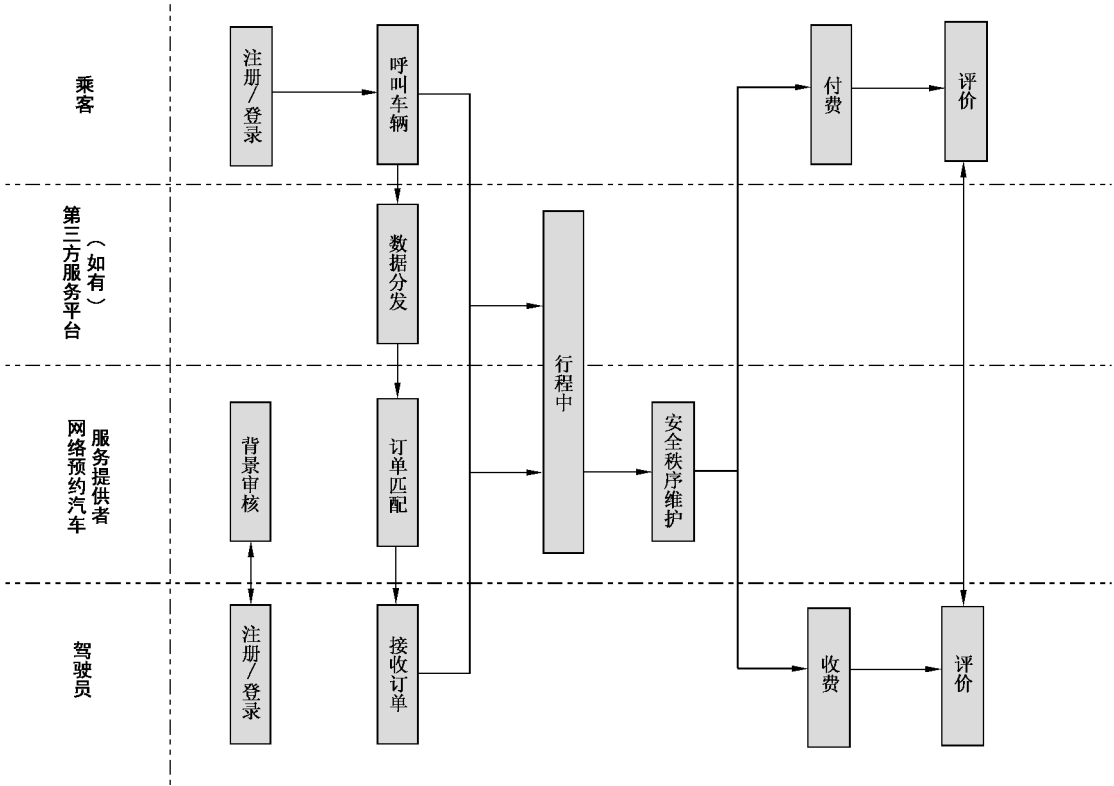 乘客
注册/登录
呼叫车辆
付费
评价
第三方服务平台
（如有）
数据分发
行程中
网络预约汽车
服务提供者
背景审核
订单匹配
安全秩序维护
驾驶员
注册/登录
接收订单
收费
评价